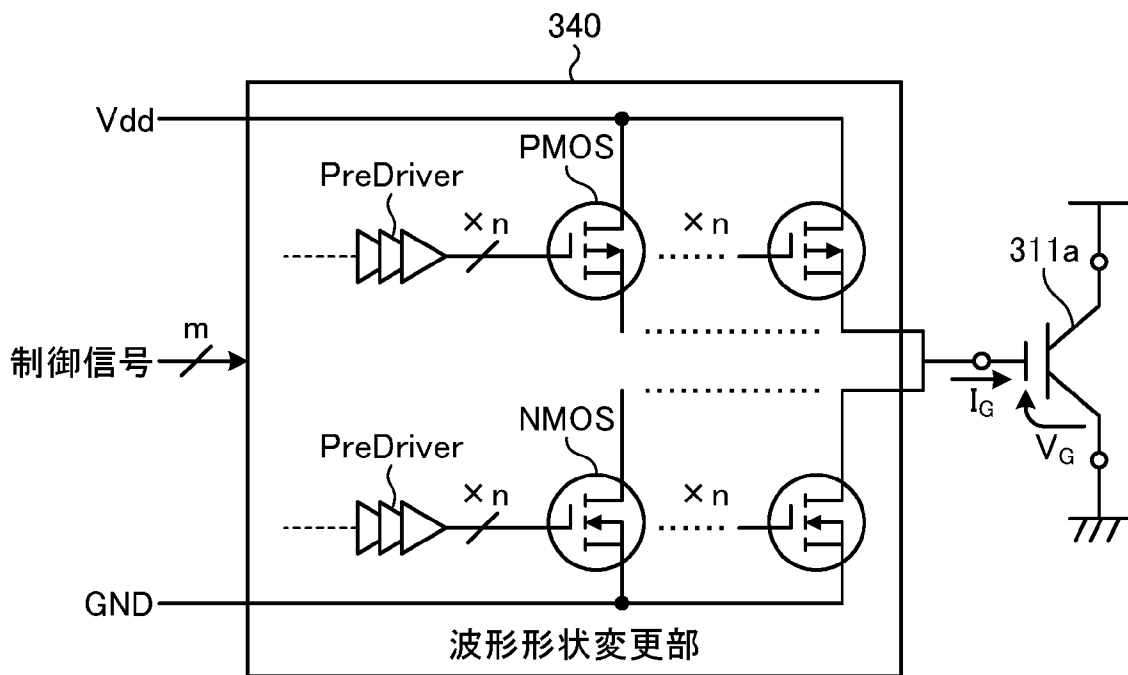 340
Vdd
PMOS
PreDriver
×n
×n
311a
制御信号
m
I_G
V_G
NMOS
PreDriver
×n
×n
GND
波形形状変更部